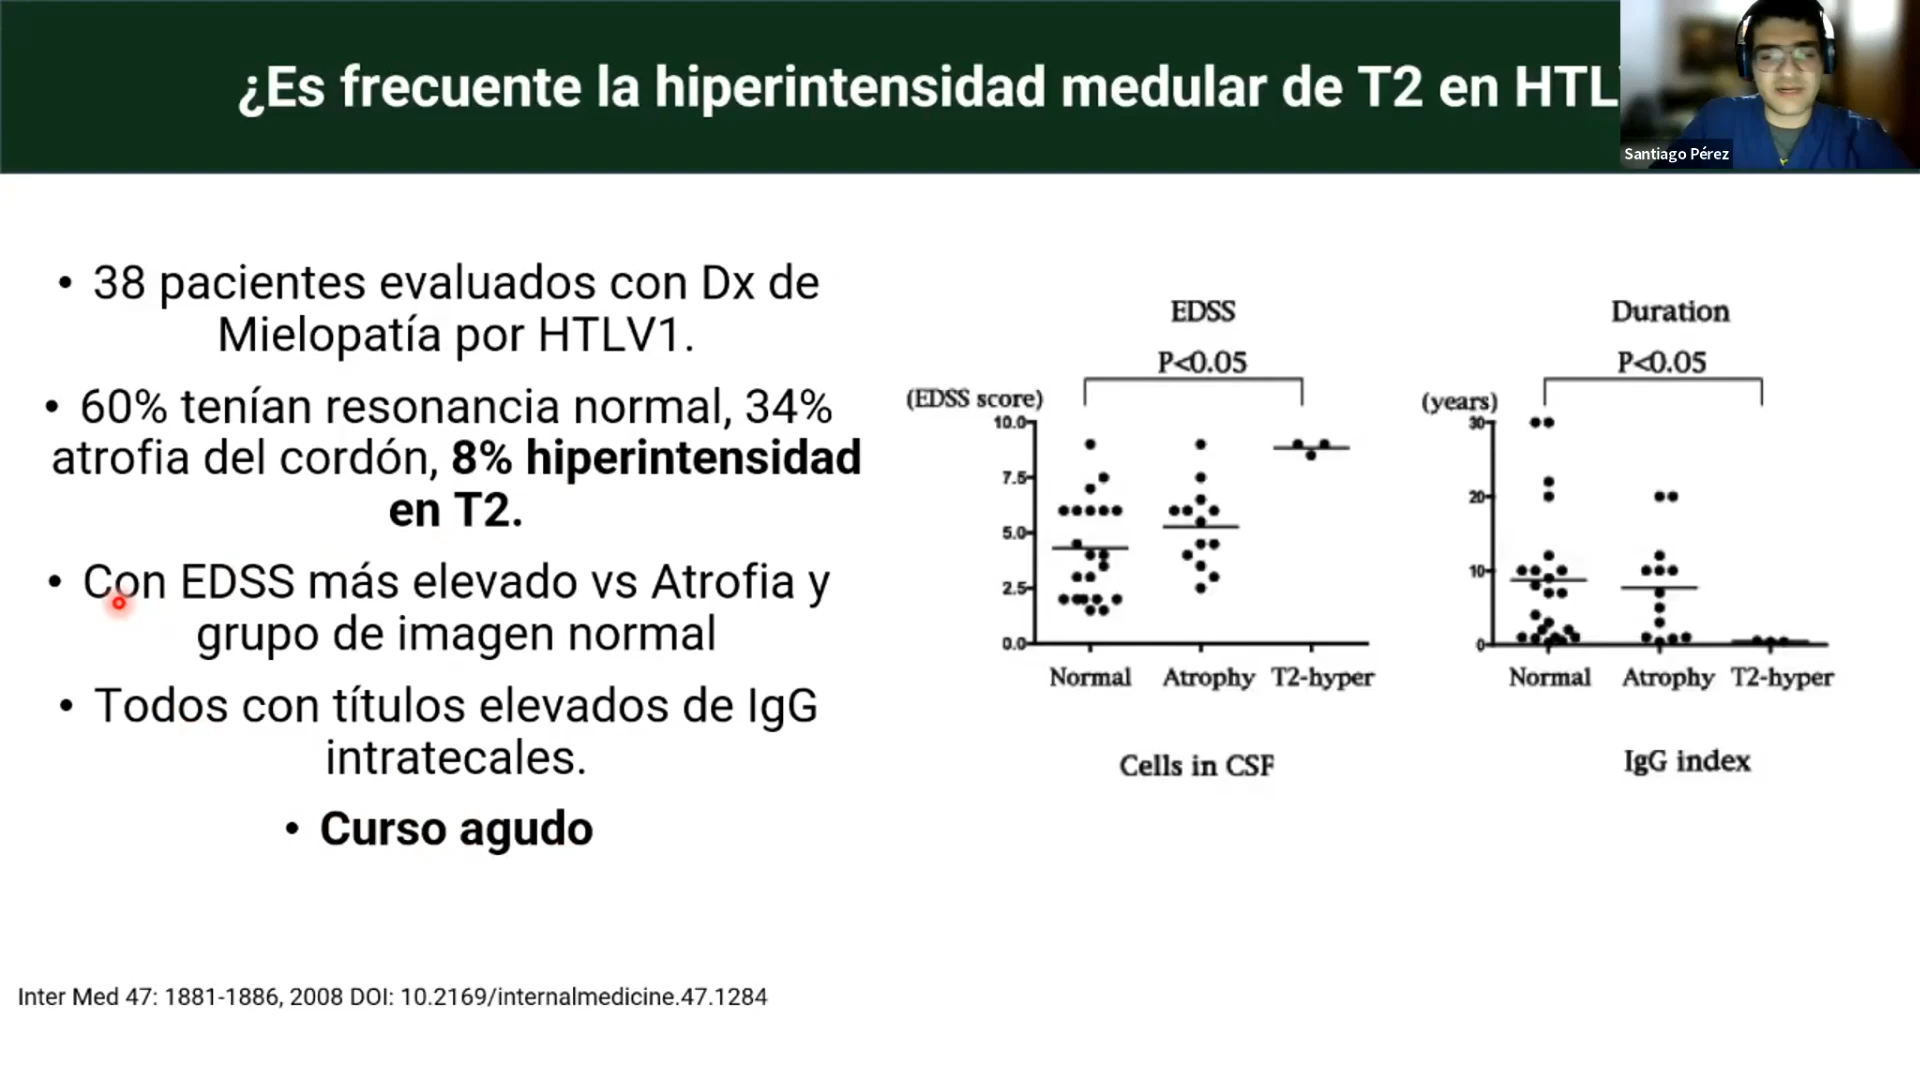 ¿Es frecuente la hiperintensidad medular de T2 en HTL
Santiago Pérez
• 38 pacientes evaluados con Dx de
Mielopatía por HTLV1.
• 60% tenían resonancia normal, 34%
atrofia del cordón, 8% hiperintensidad
en T2.
• Con EDSS más elevado vs Atrofia y
grupo de imagen normal
• Todos con títulos elevados de IgG
intratecales.
• Curso agudo
EDSS
P<0.05
(EDSS score)
10.0
7.5
5.0
2.5
0.0
Normal Atrophy T2-hyper
Cells in CSF
Duration
P<0.05
(years)
30
20
10
0
Normal Atrophy T2-hyper
IgG index
Inter Med 47: 1881-1886, 2008 DOI: 10.2169/internalmedicine.47.1284